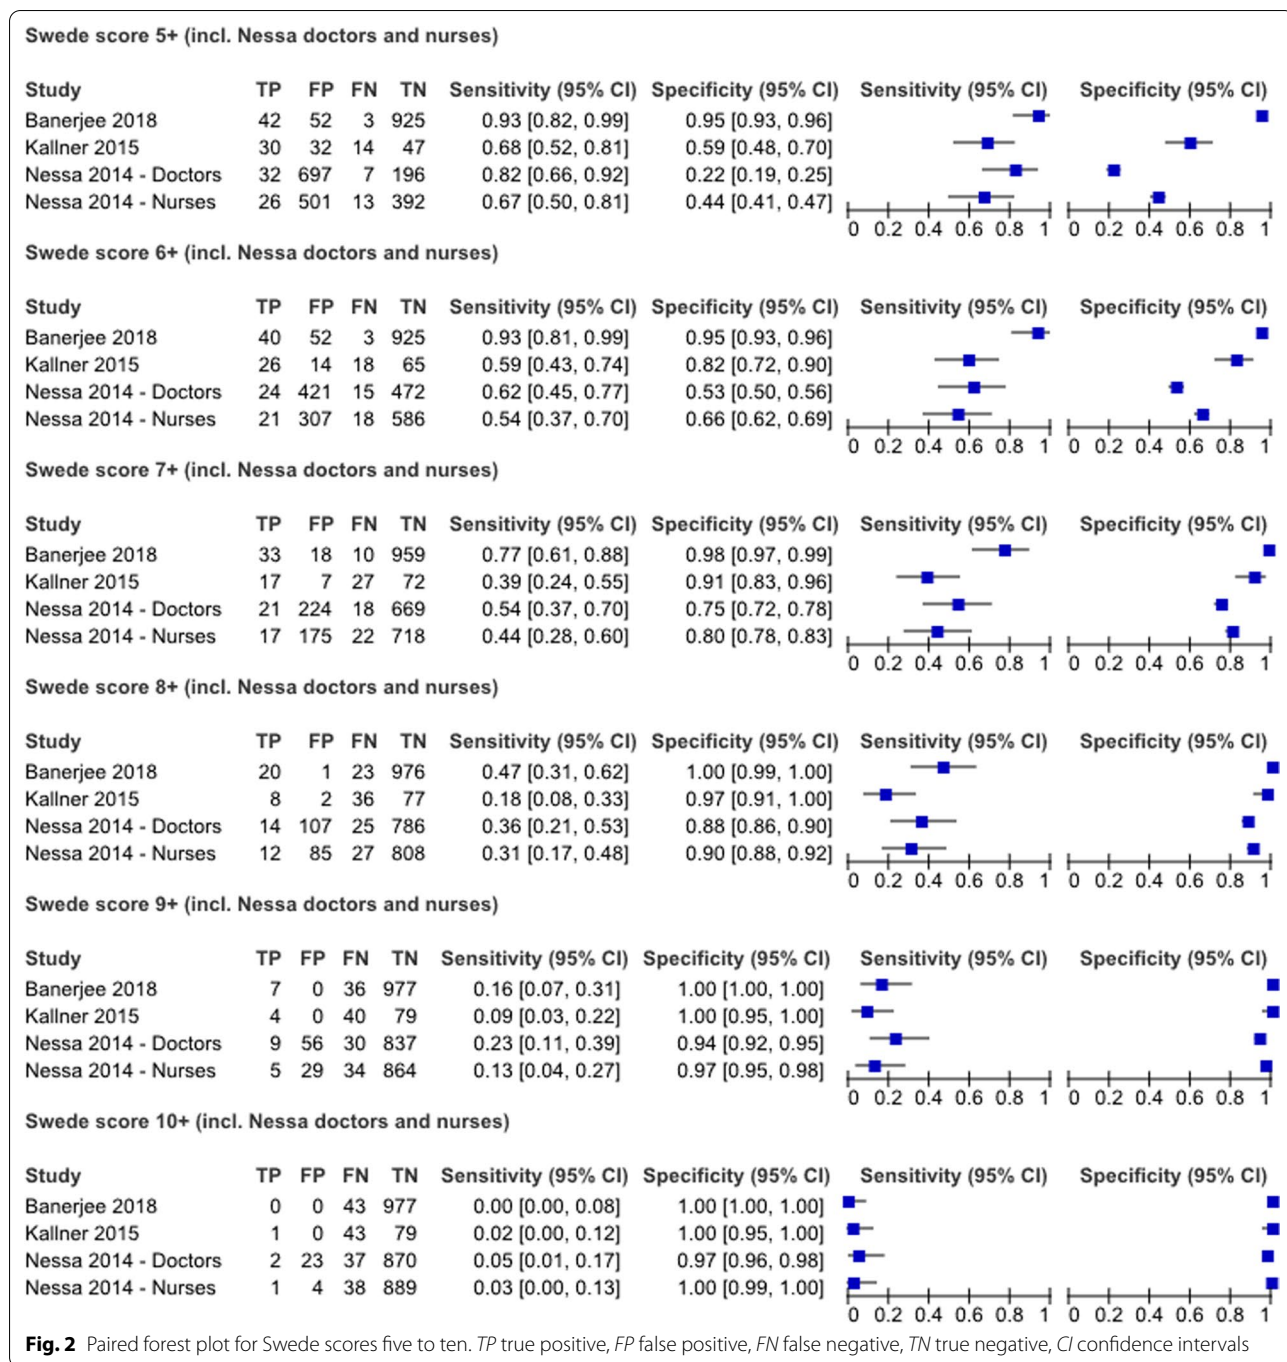 Swede score 5+ (incl. Nessa doctors and nurses)
Study TP FP FN TN Sensitivity (95% CI) Specificity (95% CI) Sensitivity (95% CI) Specificity (95% CI)
Banerjee 2018 42 52 3 925 0.93 [0.82, 0.99] 0.95 [0.93, 0.96]
Kallner 2015 30 32 14 47 0.68 [0.52, 0.81] 0.59 [0.48, 0.70]
Nessa 2014 - Doctors 32 697 7 196 0.82 [0.66, 0.92] 0.22 [0.19, 0.25]
Nessa 2014 - Nurses 26 501 13 392 0.67 [0.50, 0.81] 0.44 [0.41, 0.47]
0 0.2 0.4 0.6 0.8 1 0 0.2 0.4 0.6 0.8 1
Swede score 6+ (incl. Nessa doctors and nurses)
Study TP FP FN TN Sensitivity (95% CI) Specificity (95% CI) Sensitivity (95% CI) Specificity (95% CI)
Banerjee 2018 40 52 3 925 0.93 [0.81, 0.99] 0.95 [0.93, 0.96]
Kallner 2015 26 14 18 65 0.59 [0.43, 0.74] 0.82 [0.72, 0.90]
Nessa 2014 - Doctors 24 421 15 472 0.62 [0.45, 0.77] 0.53 [0.50, 0.56]
Nessa 2014 - Nurses 21 307 18 586 0.54 [0.37, 0.70] 0.66 [0.62, 0.69]
0 0.2 0.4 0.6 0.8 1 0 0.2 0.4 0.6 0.8 1
Swede score 7+ (incl. Nessa doctors and nurses)
Study TP FP FN TN Sensitivity (95% CI) Specificity (95% CI) Sensitivity (95% CI) Specificity (95% CI)
Banerjee 2018 33 18 10 959 0.77 [0.61, 0.88] 0.98 [0.97, 0.99]
Kallner 2015 17 7 27 72 0.39 [0.24, 0.55] 0.91 [0.83, 0.96]
Nessa 2014 - Doctors 21 224 18 669 0.54 [0.37, 0.70] 0.75 [0.72, 0.78]
Nessa 2014 - Nurses 17 175 22 718 0.44 [0.28, 0.60] 0.80 [0.78, 0.83]
0 0.2 0.4 0.6 0.8 1 0 0.2 0.4 0.6 0.8 1
Swede score 8+ (incl. Nessa doctors and nurses)
Study TP FP FN TN Sensitivity (95% CI) Specificity (95% CI) Sensitivity (95% CI) Specificity (95% CI)
Banerjee 2018 20 1 23 976 0.47 [0.31, 0.62] 1.00 [0.99, 1.00]
Kallner 2015 8 2 36 77 0.18 [0.08, 0.33] 0.97 [0.91, 1.00]
Nessa 2014 - Doctors 14 107 25 786 0.36 [0.21, 0.53] 0.88 [0.86, 0.90]
Nessa 2014 - Nurses 12 85 27 808 0.31 [0.17, 0.48] 0.90 [0.88, 0.92]
0 0.2 0.4 0.6 0.8 1 0 0.2 0.4 0.6 0.8 1
Swede score 9+ (incl. Nessa doctors and nurses)
Study TP FP FN TN Sensitivity (95% CI) Specificity (95% CI) Sensitivity (95% CI) Specificity (95% CI)
Banerjee 2018 7 0 36 977 0.16 [0.07, 0.31] 1.00 [1.00, 1.00]
Kallner 2015 4 0 40 79 0.09 [0.03, 0.22] 1.00 [0.95, 1.00]
Nessa 2014 - Doctors 9 56 30 837 0.23 [0.11, 0.39] 0.94 [0.92, 0.95]
Nessa 2014 - Nurses 5 29 34 864 0.13 [0.04, 0.27] 0.97 [0.95, 0.98]
0 0.2 0.4 0.6 0.8 1 0 0.2 0.4 0.6 0.8 1
Swede score 10+ (incl. Nessa doctors and nurses)
Study TP FP FN TN Sensitivity (95% CI) Specificity (95% CI) Sensitivity (95% CI) Specificity (95% CI)
Banerjee 2018 0 0 43 977 0.00 [0.00, 0.08] 1.00 [1.00, 1.00]
Kallner 2015 1 0 43 79 0.02 [0.00, 0.12] 1.00 [0.95, 1.00]
Nessa 2014 - Doctors 2 23 37 870 0.05 [0.01, 0.17] 0.97 [0.96, 0.98]
Nessa 2014 - Nurses 1 4 38 889 0.03 [0.00, 0.13] 1.00 [0.99, 1.00]
0 0.2 0.4 0.6 0.8 1 0 0.2 0.4 0.6 0.8 1
Fig. 2 Paired forest plot for Swede scores five to ten. TP true positive, FP false positive, FN false negative, TN true negative, CI confidence intervals